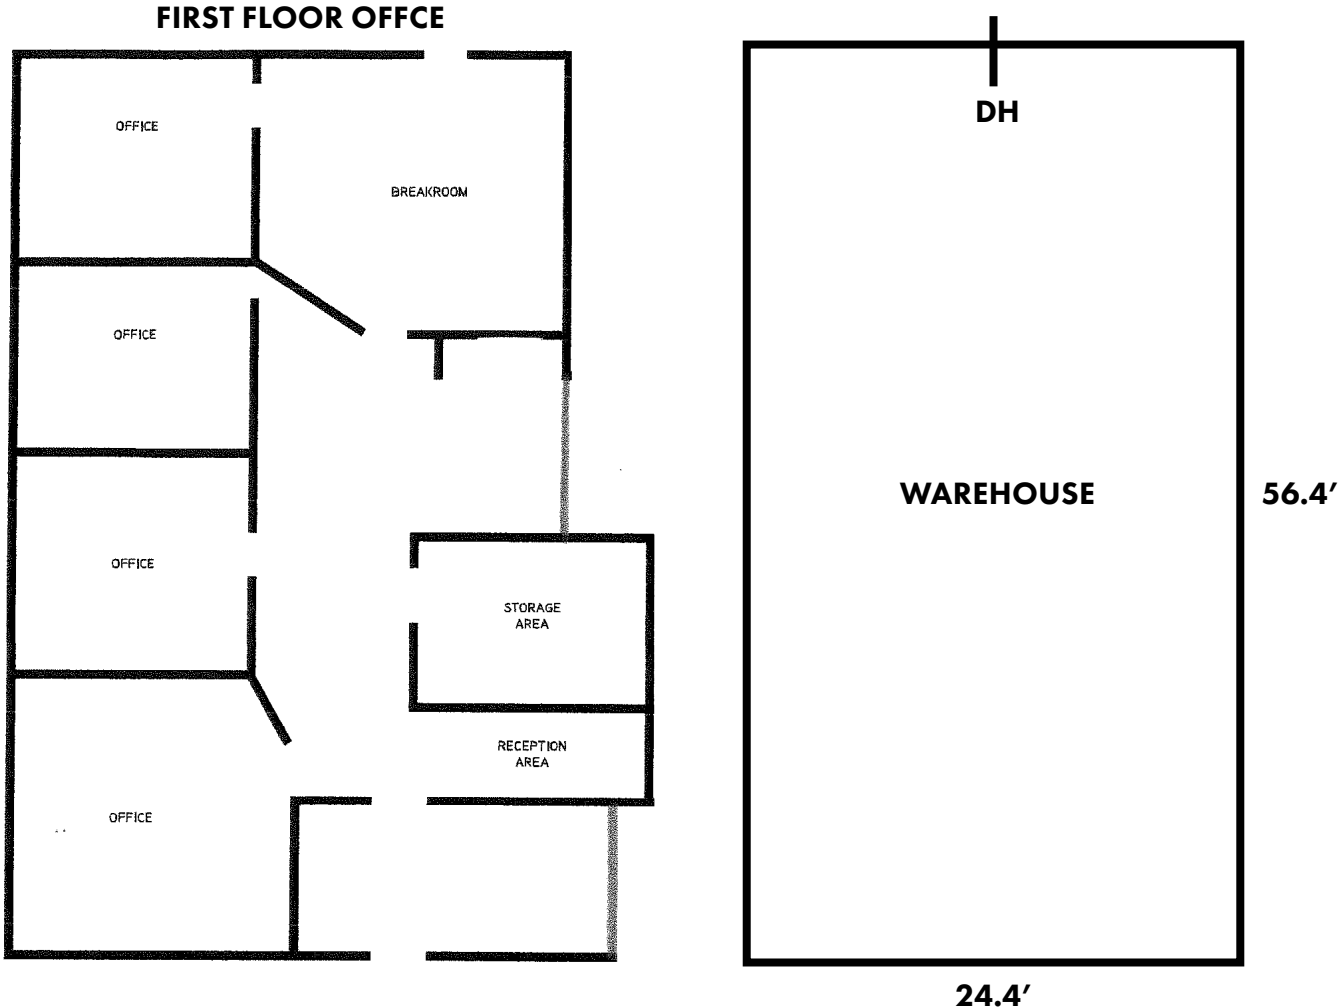 FIRST FLOOR OFFCE
OFFICE
BREAKROOM
OFFICE
OFFICE
STORAGE
AREA
RECEPTION
AREA
OFFICE
DH
WAREHOUSE
56.4′
24.4′